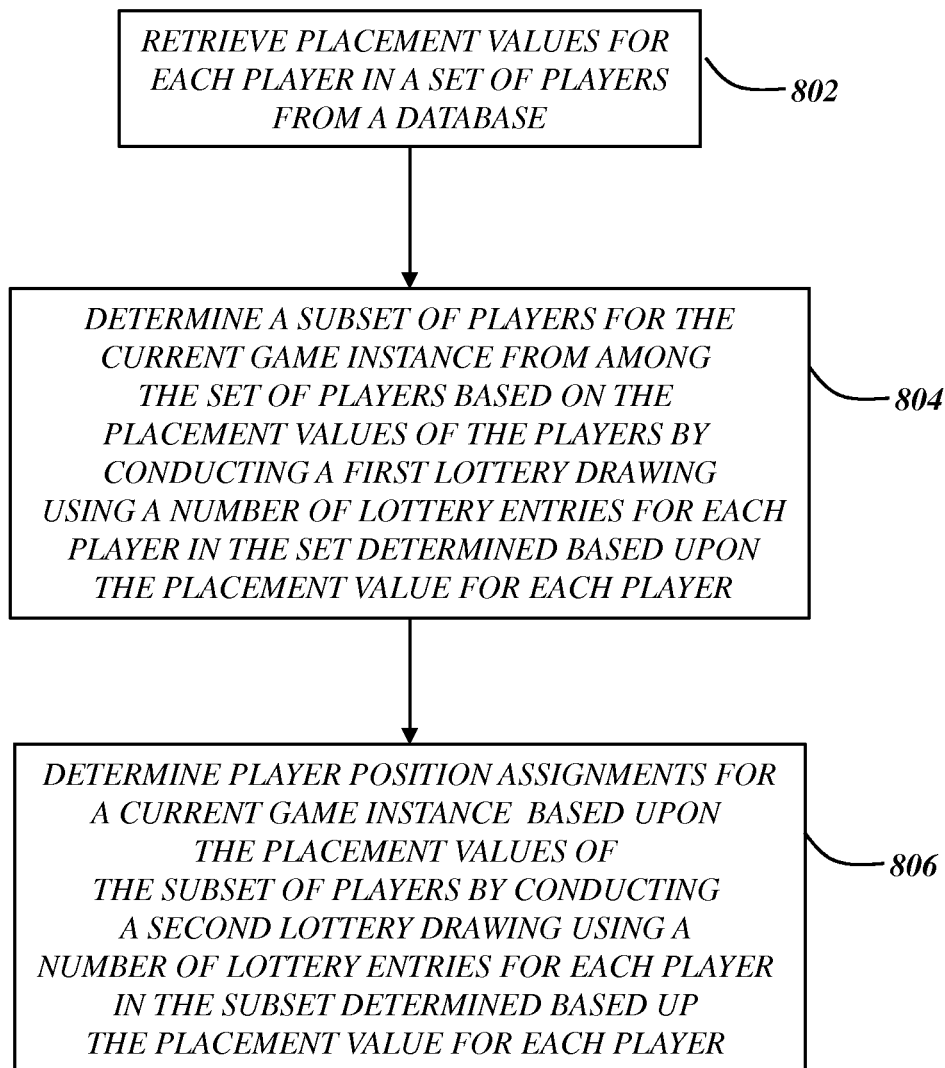 RETRIEVE PLACEMENT VALUES FOR
EACH PLAYER IN A SET OF PLAYERS
FROM A DATABASE
802
DETERMINE A SUBSET OF PLAYERS FOR THE
CURRENT GAME INSTANCE FROM AMONG
THE SET OF PLAYERS BASED ON THE
PLACEMENT VALUES OF THE PLAYERS BY
CONDUCTING A FIRST LOTTERY DRAWING
USING A NUMBER OF LOTTERY ENTRIES FOR EACH
PLAYER IN THE SET DETERMINED BASED UPON
THE PLACEMENT VALUE FOR EACH PLAYER
804
DETERMINE PLAYER POSITION ASSIGNMENTS FOR
A CURRENT GAME INSTANCE BASED UPON
THE PLACEMENT VALUES OF
THE SUBSET OF PLAYERS BY CONDUCTING
A SECOND LOTTERY DRAWING USING A
NUMBER OF LOTTERY ENTRIES FOR EACH PLAYER
IN THE SUBSET DETERMINED BASED UP
THE PLACEMENT VALUE FOR EACH PLAYER
806